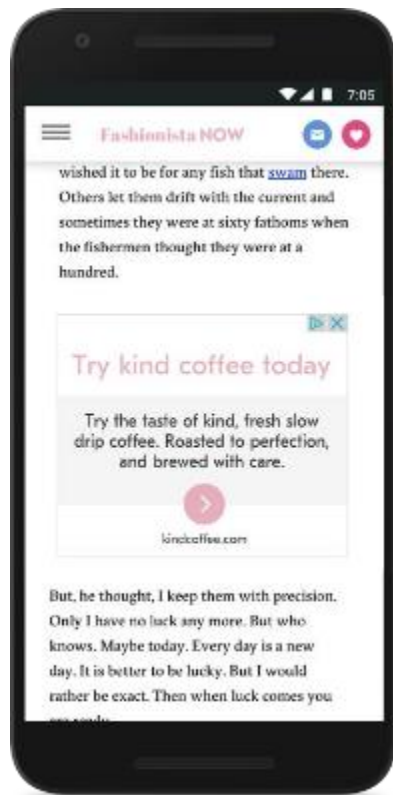 7:05
Fashionista NOW
wished it to be for any fish that swam there.
Others let them drift with the current and
sometimes they were at sixty fathoms when
the fishermen thought they were at a
hundred.
Try kind coffee today
Try the taste of kind, fresh slow
drip coffee. Roasted to perfection,
and brewed with care.
kindcoffee.com
But, he thought, I keep them with precision.
Only I have no luck any more. But who
knows. Maybe today. Every day is a new
day. It is better to be lucky. But I would
rather be exact. Then when luck comes you